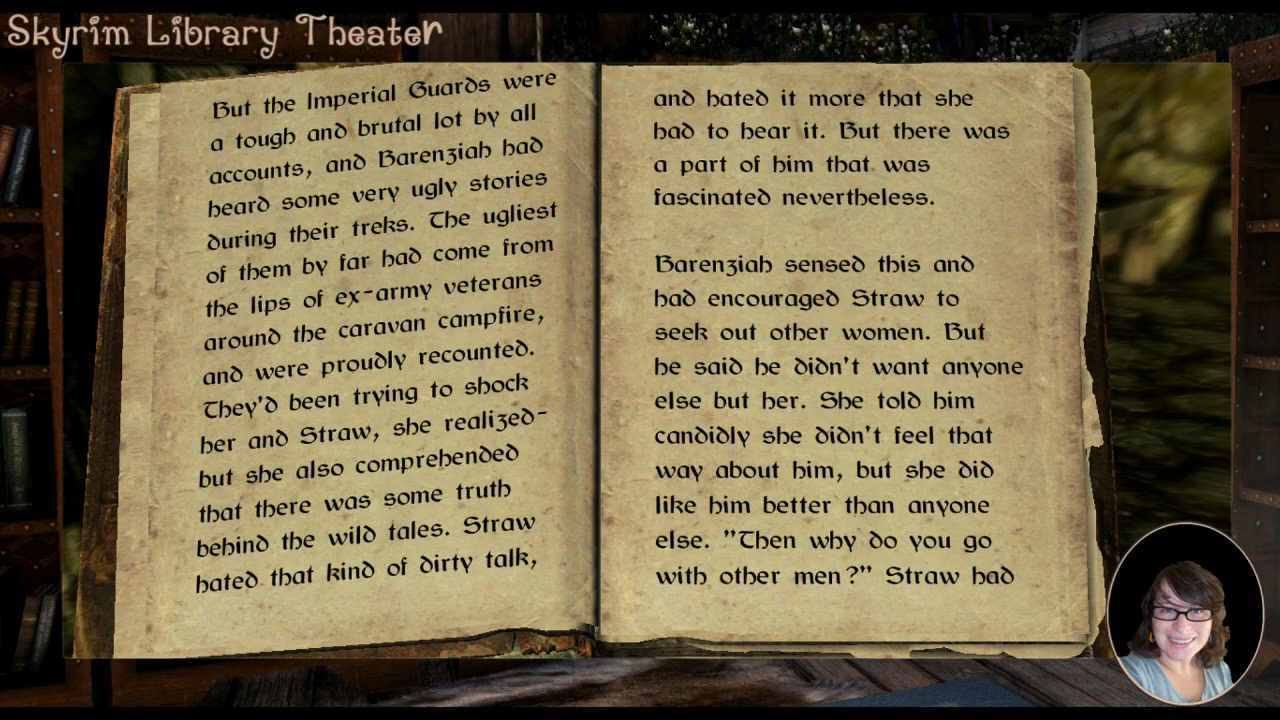 Skyrim Library Theater
But the Imperial Guards were
a tough and brutal lot by all
accounts, and Barenziah had
heard some very ugly stories
during their treks. The ugliest
of them by far had come from
the lips of ex-army veterans
around the caravan campfire,
and were proudly recounted.
They'd been trying to shock
her and Straw, she realized-
but she also comprehended
that there was some truth
behind the wild tales. Straw
hated that kind of dirty talk,
and hated it more that she
had to hear it. But there was
a part of him that was
fascinated nevertheless.
Barenziah sensed this and
had encouraged Straw to
seek out other women. But
he said he didn't want anyone
else but her. She told him
candidly she didn't feel that
way about him, but she did
like him better than anyone
else. "Then why do you go
with other men?" Straw had